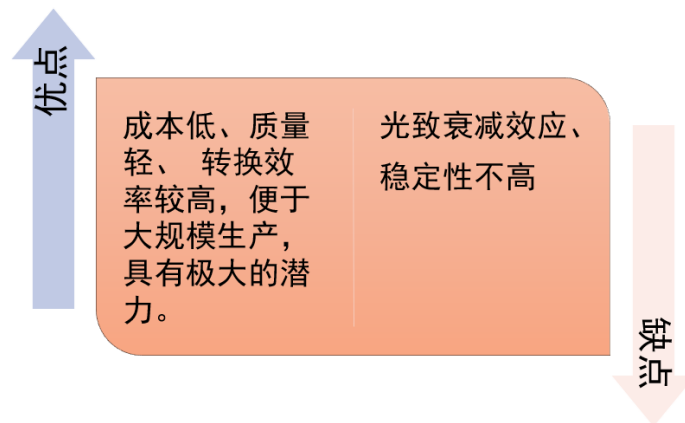 优点
成本低、质量
轻、 转换效
率较高，便于
大规模生产，
具有极大的潜
力。
光致衰减效应、
稳定性不高
缺点